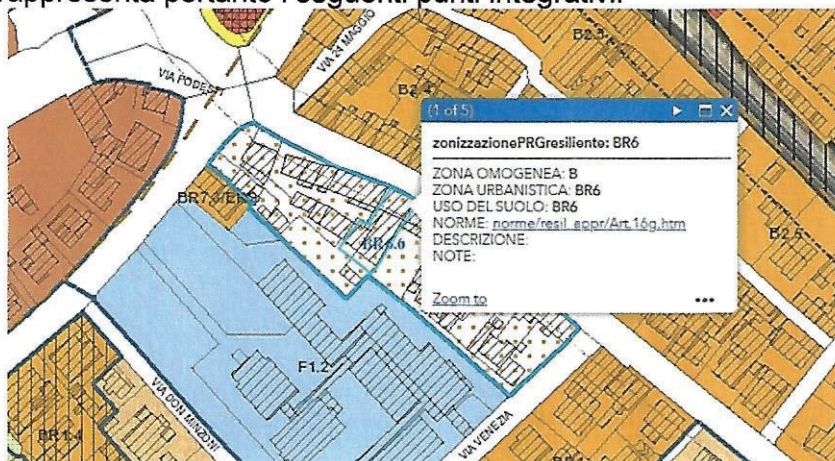 rappresenta pertanto i seguenti punti integrativi:
VIA PODES
VIA 24 MAGGIO
B2.4
B2.3
(1 of 5)
zonizzazionePRGresiliente: BR6
ZONA OMOGENEA: B
ZONA URBANISTICA: BR6
USO DEL SUOLO: BR6
NORME: norme/resil_appr/Art.16g.htm
DESCRIZIONE:
NOTE:
Zoom to
•••
BR6.6
B2.5
F1.2
VIA DON MINZONI
VIA VENEZIA
BR1.4